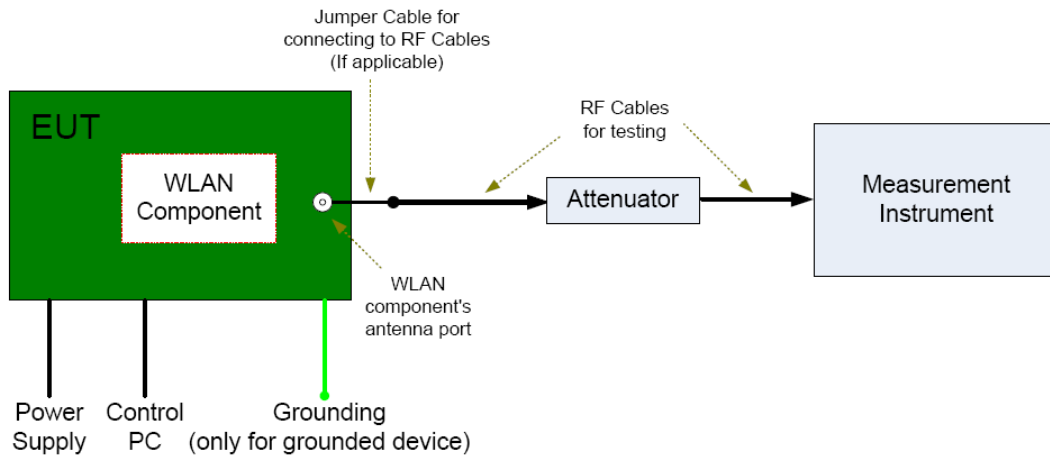 Jumper Cable for
connecting to RF Cables
(If applicable)
EUT
WLAN
Component
RF Cables
for testing
Attenuator
Measurement
Instrument
WLAN
component's
antenna port
Power
Supply
Control
PC
Grounding
(only for grounded device)